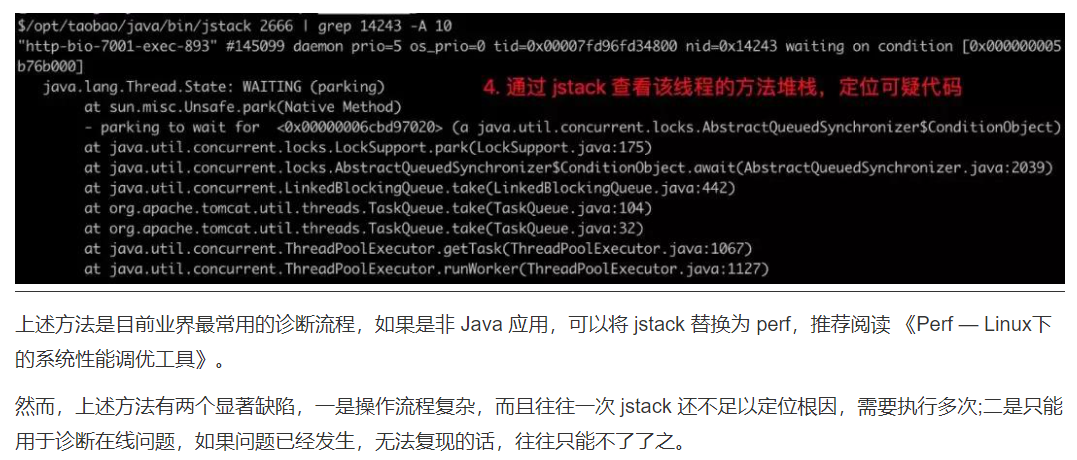 $/opt/taobao/java/bin/jstack 2666 | grep 14243 -A 10
"http-bio-7001-exec-893" #145099 daemon prio=5 os_prio=0 tid=0x00007fd96fd34800 nid=0x14243 waiting on condition [0x000000005
b76b000]
java.lang.Thread.State: WAITING (parking)
4. 通过 jstack 查看该线程的方法堆栈，定位可疑代码
at sun.misc.Unsafe.park(Native Method)
- parking to wait for <0x00000006cbd97020> (a java.util.concurrent.locks.AbstractQueuedSynchronizer$ConditionObject)
at java.util.concurrent.locks.LockSupport.park(LockSupport.java:175)
at java.util.concurrent.locks.AbstractQueuedSynchronizer$ConditionObject.await(AbstractQueuedSynchronizer.java:2039)
at java.util.concurrent.LinkedBlockingQueue.take(LinkedBlockingQueue.java:442)
at org.apache.tomcat.util.threads.TaskQueue.take(TaskQueue.java:104)
at org.apache.tomcat.util.threads.TaskQueue.take(TaskQueue.java:32)
at java.util.concurrent.ThreadPoolExecutor.getTask(ThreadPoolExecutor.java:1067)
at java.util.concurrent.ThreadPoolExecutor.runWorker(ThreadPoolExecutor.java:1127)
上述方法是目前业界最常用的诊断流程，如果是非 Java 应用，可以将 jstack 替换为 perf，推荐阅读 《Perf — Linux下
的系统性能调优工具》。
然而，上述方法有两个显著缺陷，一是操作流程复杂，而且往往一次 jstack 还不足以定位根因，需要执行多次;二是只能
用于诊断在线问题，如果问题已经发生，无法复现的话，往往只能不了了之。